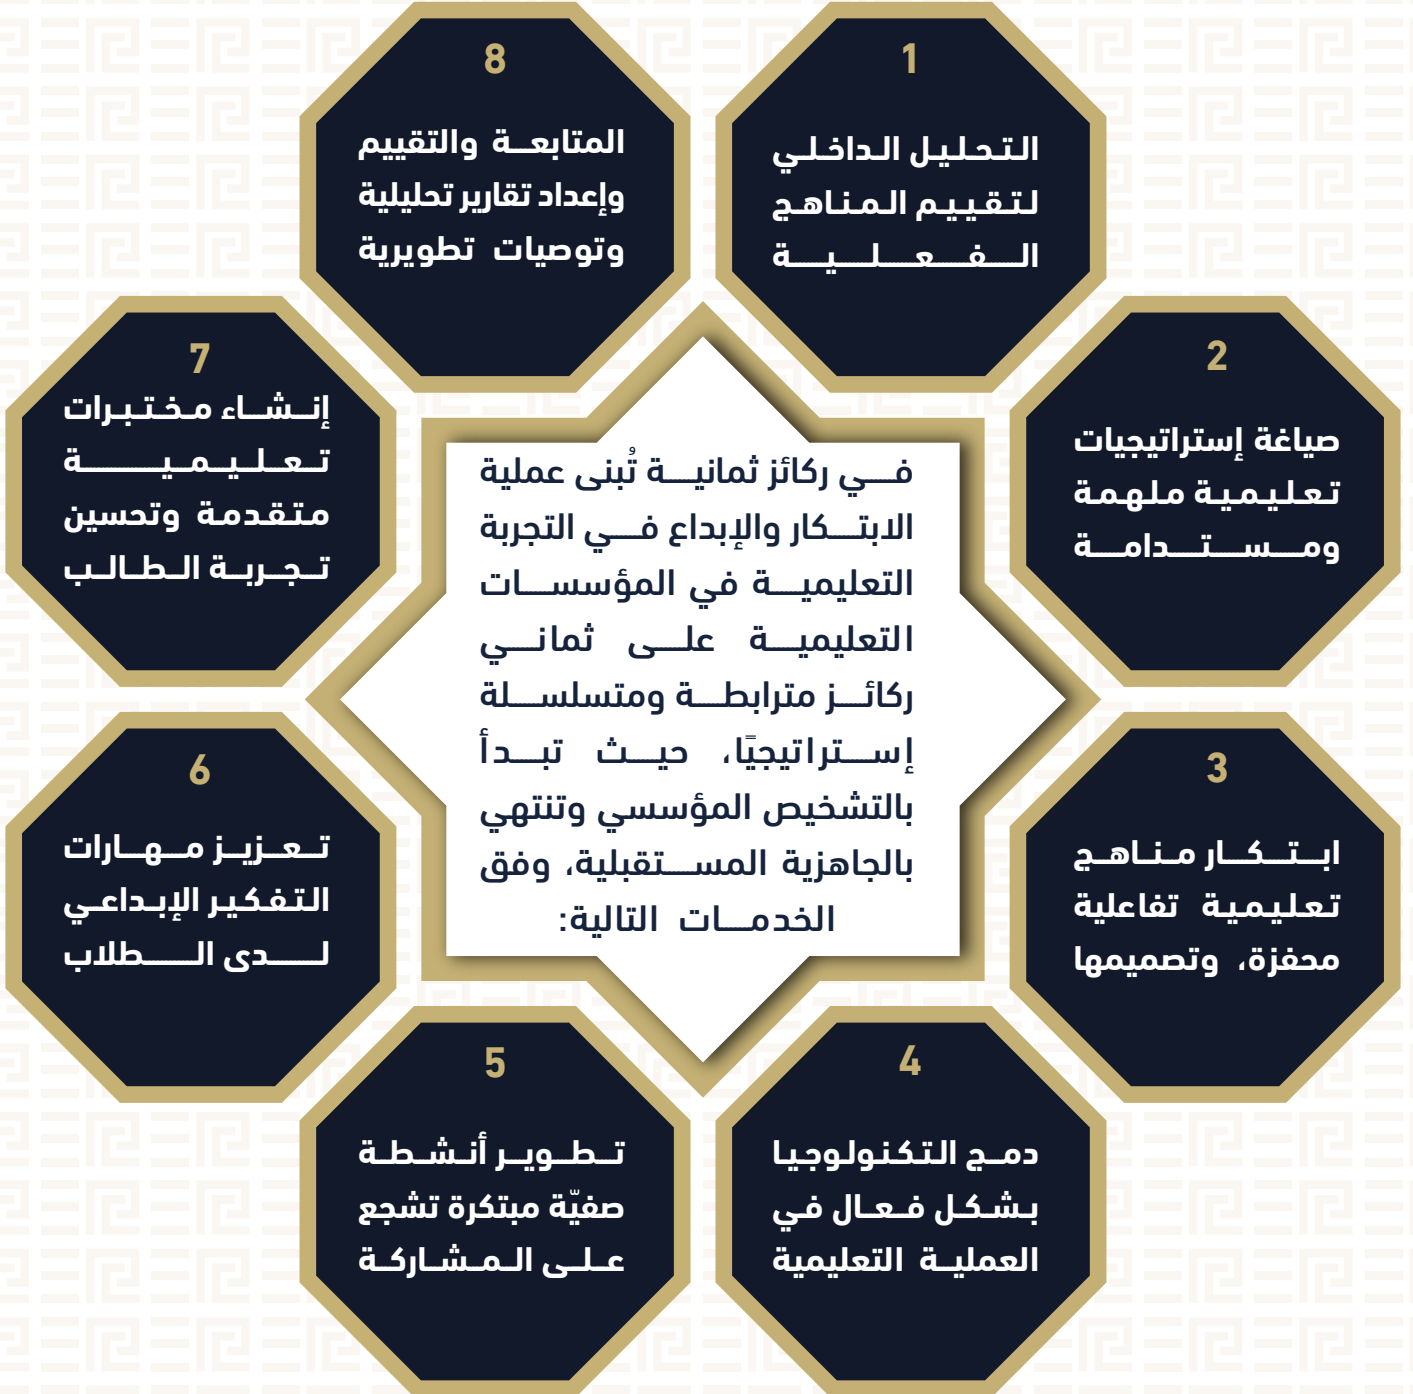 في ركائز ثمانية تُبنى عملية
الابتكار والإبداع في التجربة
التعليمية في المؤسسات
التعليمية على ثماني
ركائز مترابطة ومتسلسلة
إستراتيجيًا، حيث تبدأ
بالتشخيص المؤسسي وتنتهي
بالجاهزية المستقبلية، وفق
الخدمات التالية:
1
التحليل الداخلي
لتقييم المناهج
الفعلية
2
صياغة إستراتيجيات
تعليمية ملهمة
ومستدامة
3
ابتكار مناهج
تعليمية تفاعلية
محفزة، وتصميمها
4
دمج التكنولوجيا
بشكل فعال في
العملية التعليمية
5
تطوير أنشطة
صفيّة مبتكرة تشجع
على المشاركة
6
تعزيز مهارات
التفكير الإبداعي
لدى الطلاب
7
إنشاء مختبرات
تعليمية
متقدمة وتحسين
تجربة الطالب
8
المتابعة والتقييم
وإعداد تقارير تحليلية
وتوصيات تطويرية